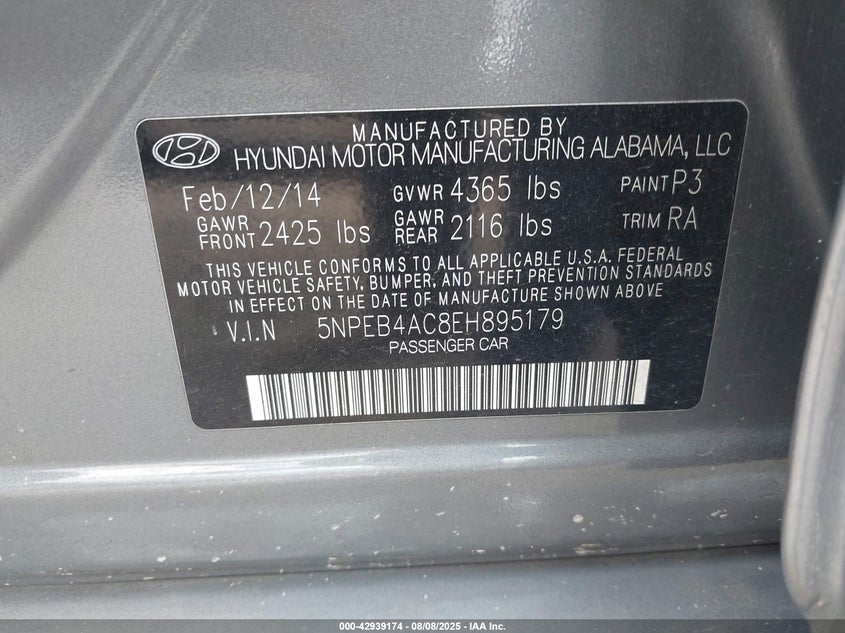 MANUFACTURED BY
HYUNDAI MOTOR MANUFACTURING ALABAMA, LLC
Feb/12/14 GVWR 4365 lbs PAINT P3
GAWR FRONT 2425 lbs GAWR REAR 2116 lbs TRIM RA
THIS VEHICLE CONFORMS TO ALL APPLICABLE U.S.A. FEDERAL
MOTOR VEHICLE SAFETY, BUMPER, AND THEFT PREVENTION STANDARDS
IN EFFECT ON THE DATE OF MANUFACTURE SHOWN ABOVE
V.I.N 5NPEB4AC8EH895179
PASSENGER CAR
000-42939174 - 08/08/2025 - IAA Inc.